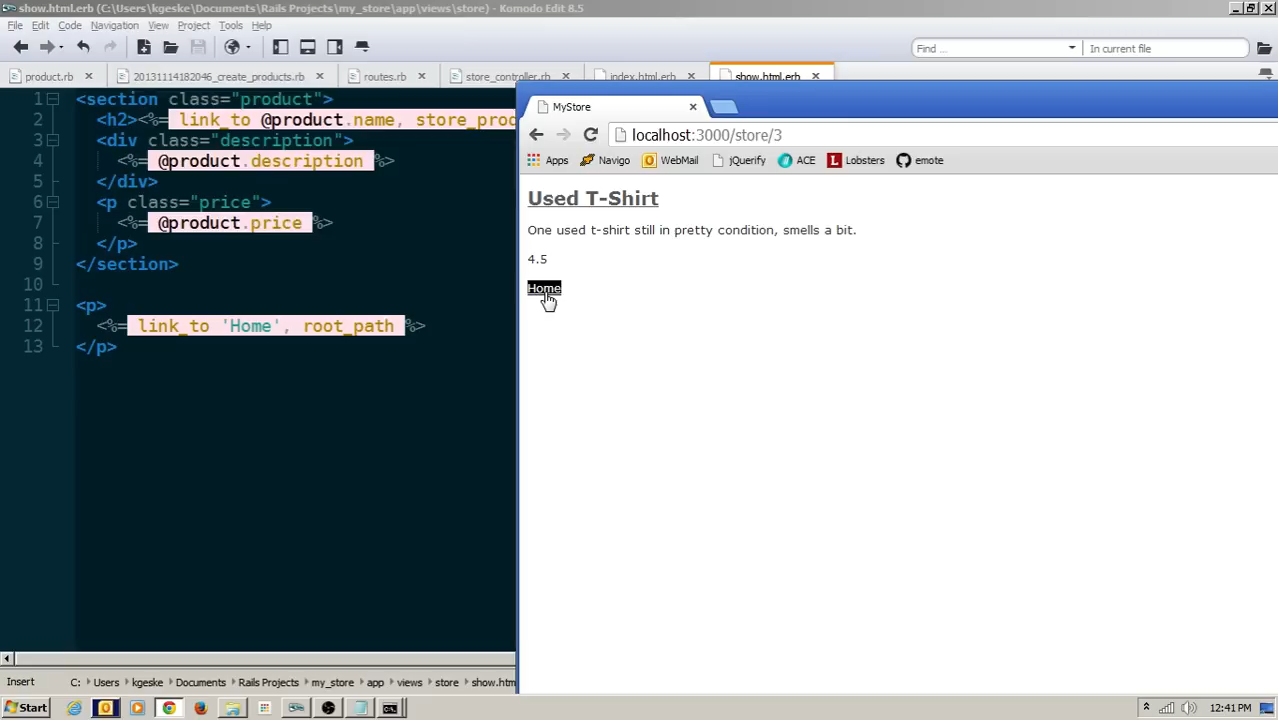 show.html.erb (C:\Users\kgeske\Documents\Rails Projects\my_store\app\views\store) - Komodo Edit 8.5
File Edit Code Navigation View Project Tools Help
Find ... In current file
product.rb 20131114182046_create_products.rb routes.rb store_controller.rb index.html.erb show.html.erb
1 <section class="product">
2 <h2><%= link_to @product.name, store_prod
3 <div class="description">
4 <%= @product.description %>
5 </div>
6 <p class="price">
7 <%= @product.price %>
8 </p>
9 </section>
10
11 <p>
12 <%= link_to 'Home', root_path %>
13 </p>
MyStore
localhost:3000/store/3
Apps Navigo WebMail jQuerify ACE Lobsters emote
Used T-Shirt
One used t-shirt still in pretty condition, smells a bit.
4.5
Home
Insert C: Users kgeske Documents Rails Projects my_store app views store show.htm
Start 12:41 PM